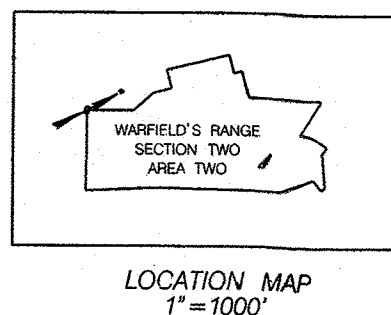 WARFIELD'S RANGE
SECTION TWO
AREA TWO
LOCATION MAP
1"=1000'